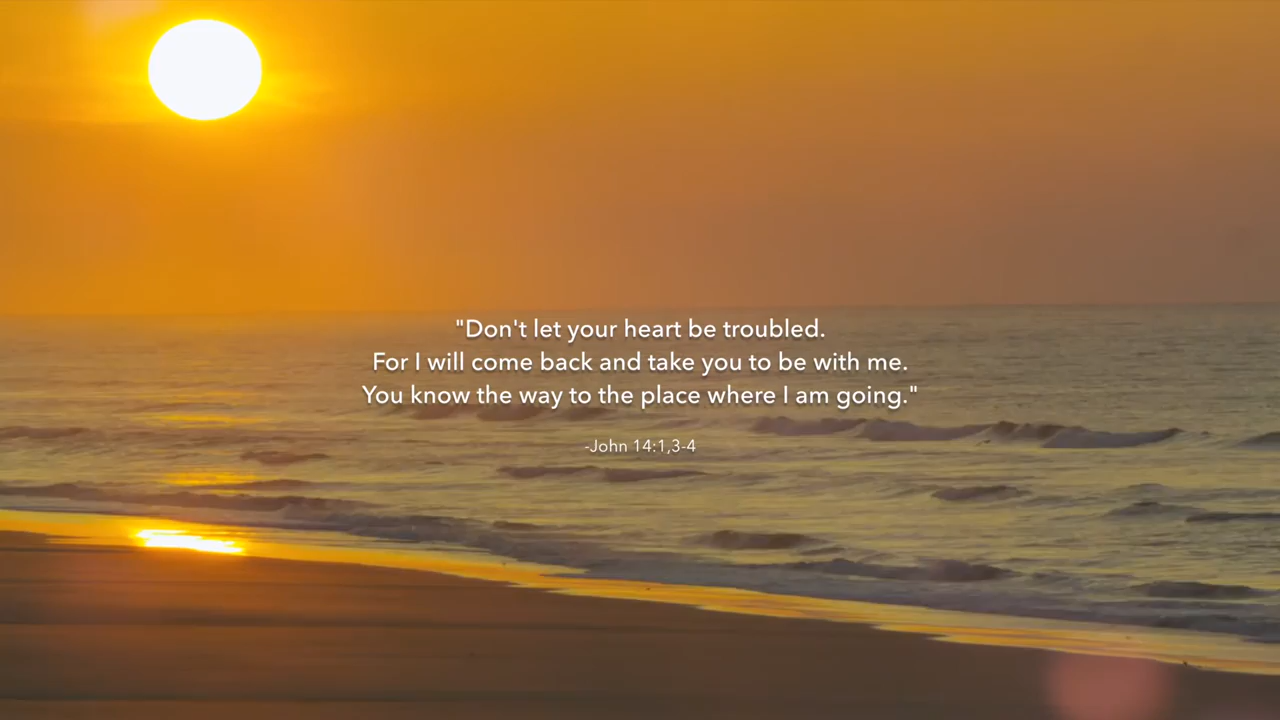 "Don't let your heart be troubled.
For I will come back and take you to be with me.
You know the way to the place where I am going."
-John 14:1,3-4